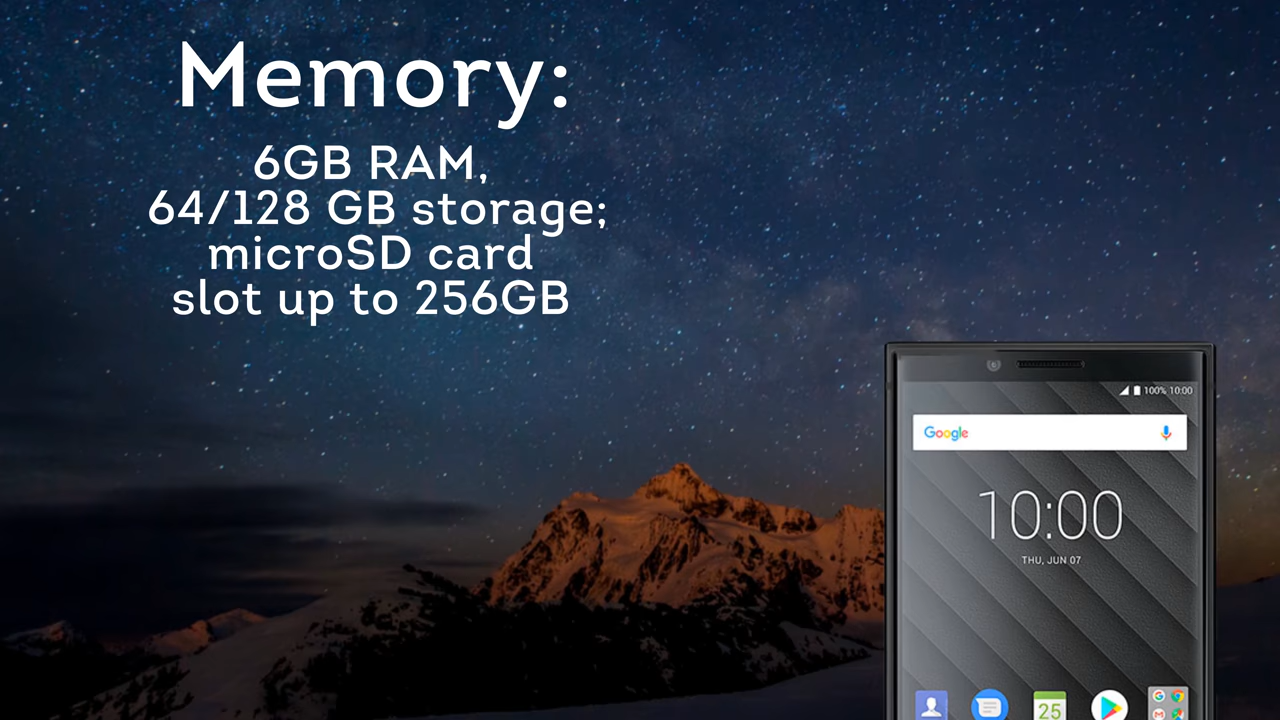 Memory:
6GB RAM,
64/128 GB storage;
microSD card
slot up to 256GB
100% 10:00
Google
10:00
THU, JUN 07
25